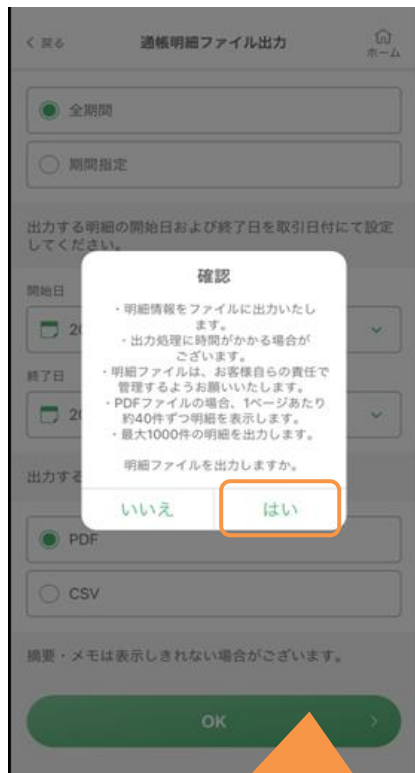 戻る 通帳明細ファイル出力 ホーム
全期間
期間指定
出力する明細の開始日および終了日を取引日付にて設定
してください。
確認
・明細情報をファイルに出力いたし
ます。
・出力処理に時間がかかる場合が
ございます。
・明細ファイルは、お客様自らの責任で
管理するようお願いいたします。
・PDFファイルの場合、1ページあたり
約40件ずつ明細を表示します。
・最大1000件の明細を出力します。
明細ファイルを出力しますか。
いいえ はい
開始日
20
終了日
20
出力する
PDF
CSV
摘要・メモは表示しきれない場合がございます。
OK